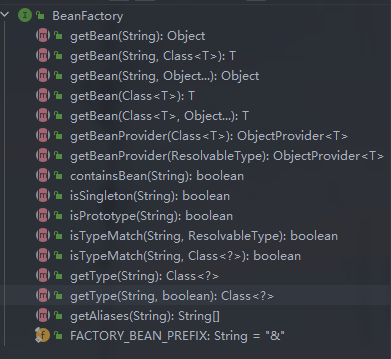 BeanFactory
getBean(String): Object
getBean(String, Class<T>): T
getBean(String, Object...): Object
getBean(Class<T>): T
getBean(Class<T>, Object...): T
getBeanProvider(Class<T>): ObjectProvider<T>
getBeanProvider(ResolvableType): ObjectProvider<T>
containsBean(String): boolean
isSingleton(String): boolean
isPrototype(String): boolean
isTypeMatch(String, ResolvableType): boolean
isTypeMatch(String, Class<?>): boolean
getType(String): Class<?>
getType(String, boolean): Class<?>
getAliases(String): String[]
FACTORY_BEAN_PREFIX: String = "&"